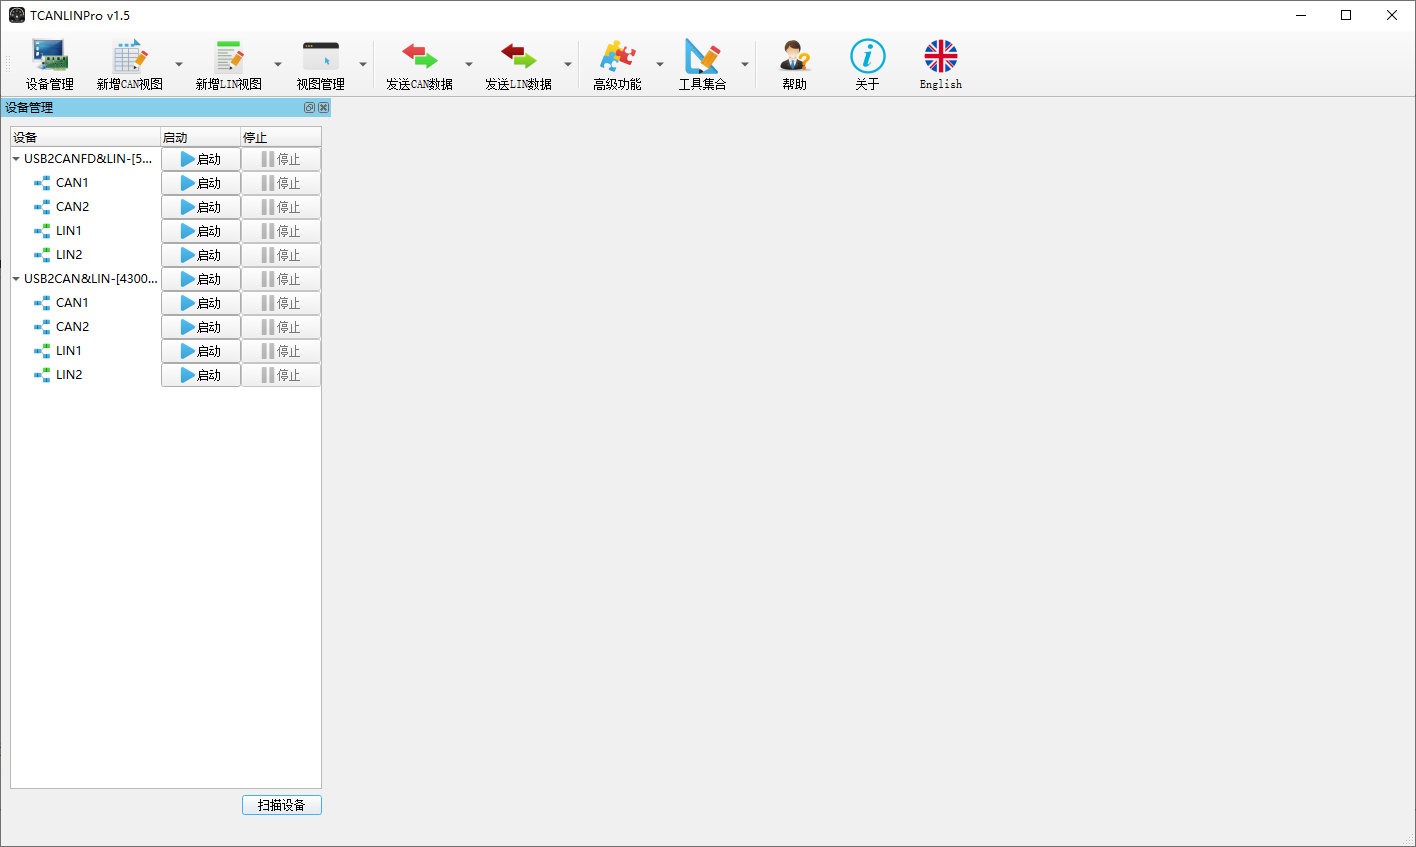 TCANLINPro v1.5
设备管理 新增CAN视图 新增LIN视图 视图管理 发送CAN数据 发送LIN数据 高级功能 工具集合 帮助 关于 English
设备管理
设备 启动 停止
USB2CANFD&LIN-[5... 启动 停止
CAN1 启动 停止
CAN2 启动 停止
LIN1 启动 停止
LIN2 启动 停止
USB2CAN&LIN-[4300... 启动 停止
CAN1 启动 停止
CAN2 启动 停止
LIN1 启动 停止
LIN2 启动 停止
扫描设备